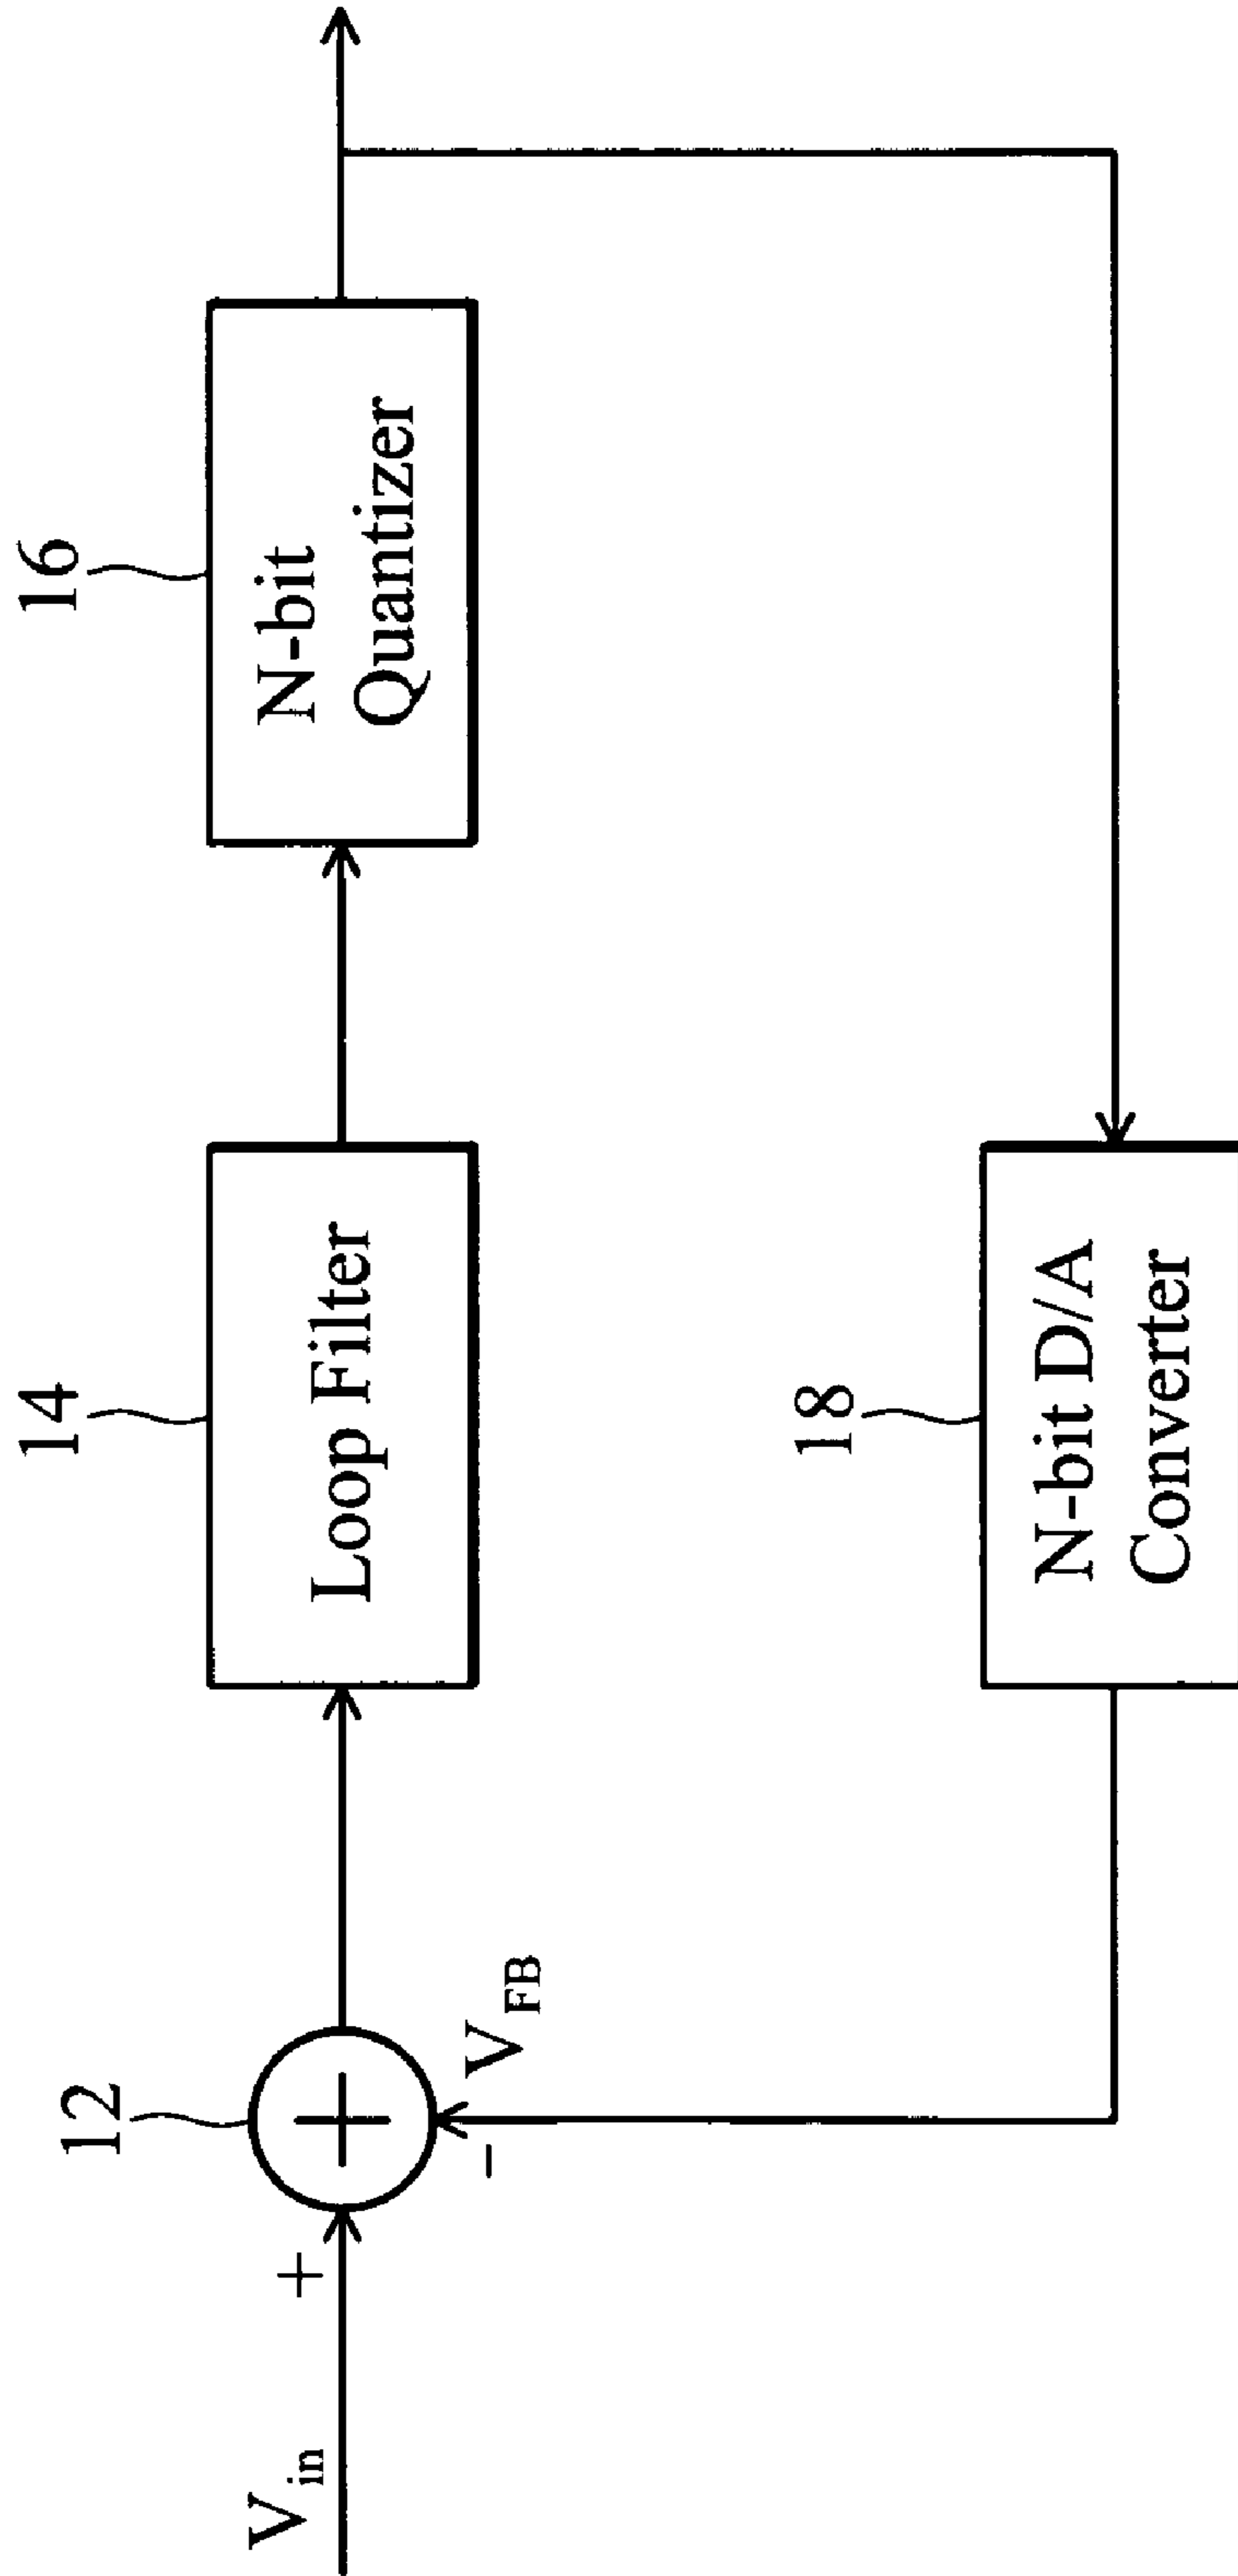 V_in
+
12
-
V_FB
14
Loop Filter
16
N-bit
Quantizer
18
N-bit D/A
Converter